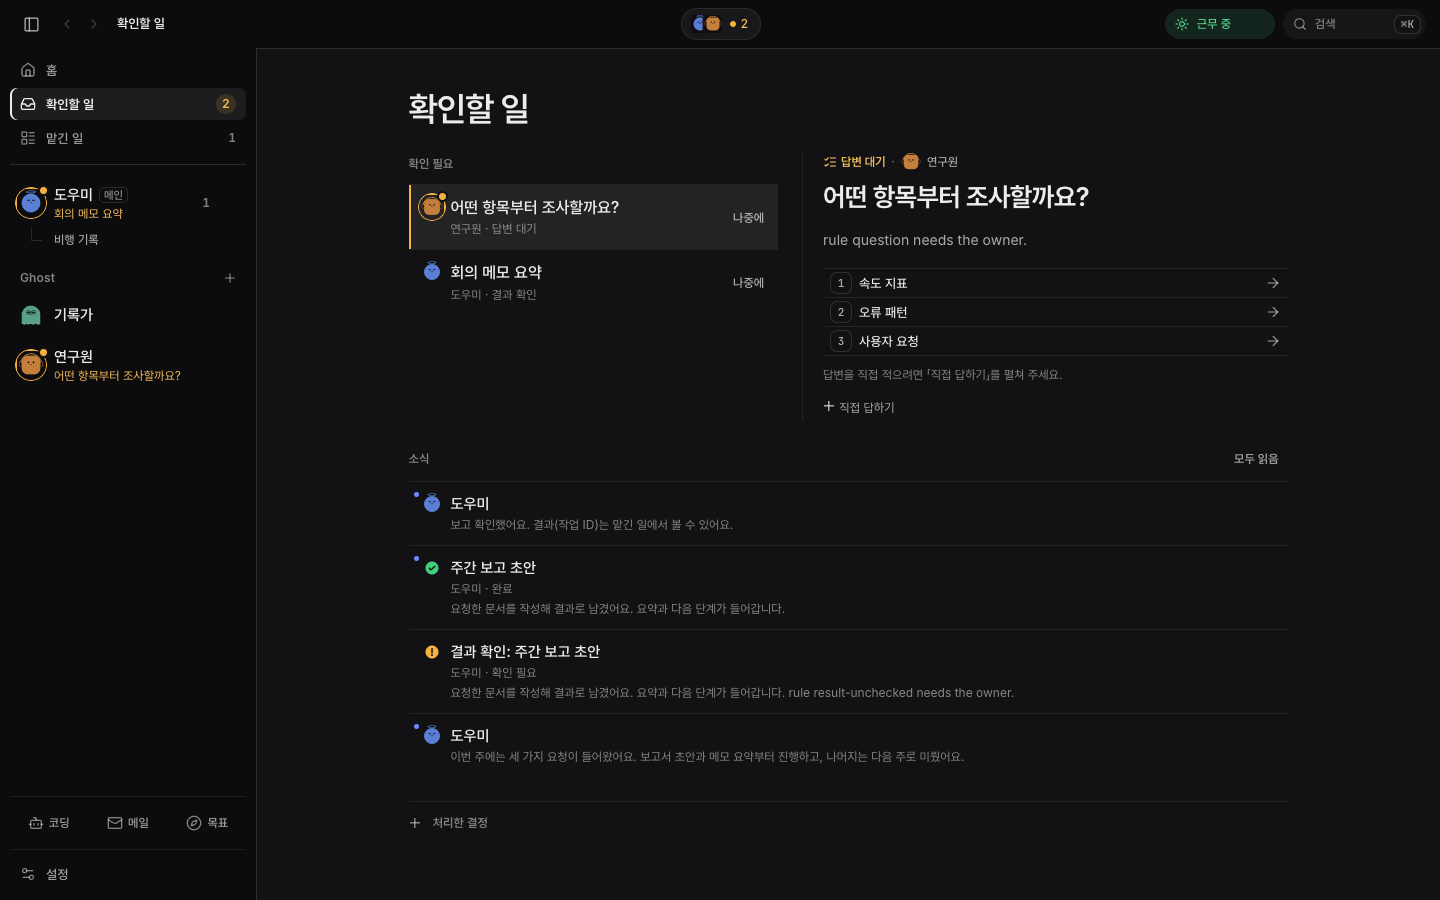 확인할 일
2
근무 중
검색
⌘K
홈
확인할 일
2
맡긴 일
1
도우미
메인
회의 메모 요약
1
비행 기록
Ghost
기록가
연구원
어떤 항목부터 조사할까요?
코딩
메일
목표
설정
확인할 일
확인 필요
어떤 항목부터 조사할까요?
연구원 · 답변 대기
나중에
회의 메모 요약
도우미 · 결과 확인
나중에
답변 대기 · 연구원
어떤 항목부터 조사할까요?
rule question needs the owner.
1 속도 지표
2 오류 패턴
3 사용자 요청
답변을 직접 적으려면 「직접 답하기」를 펼쳐 주세요.
직접 답하기
소식
모두 읽음
도우미
보고 확인했어요. 결과(작업 ID)는 맡긴 일에서 볼 수 있어요.
주간 보고 초안
도우미 · 완료
요청한 문서를 작성해 결과로 남겼어요. 요약과 다음 단계가 들어갑니다.
결과 확인: 주간 보고 초안
도우미 · 확인 필요
요청한 문서를 작성해 결과로 남겼어요. 요약과 다음 단계가 들어갑니다. rule result-unchecked needs the owner.
도우미
이번 주에는 세 가지 요청이 들어왔어요. 보고서 초안과 메모 요약부터 진행하고, 나머지는 다음 주로 미뤘어요.
처리한 결정